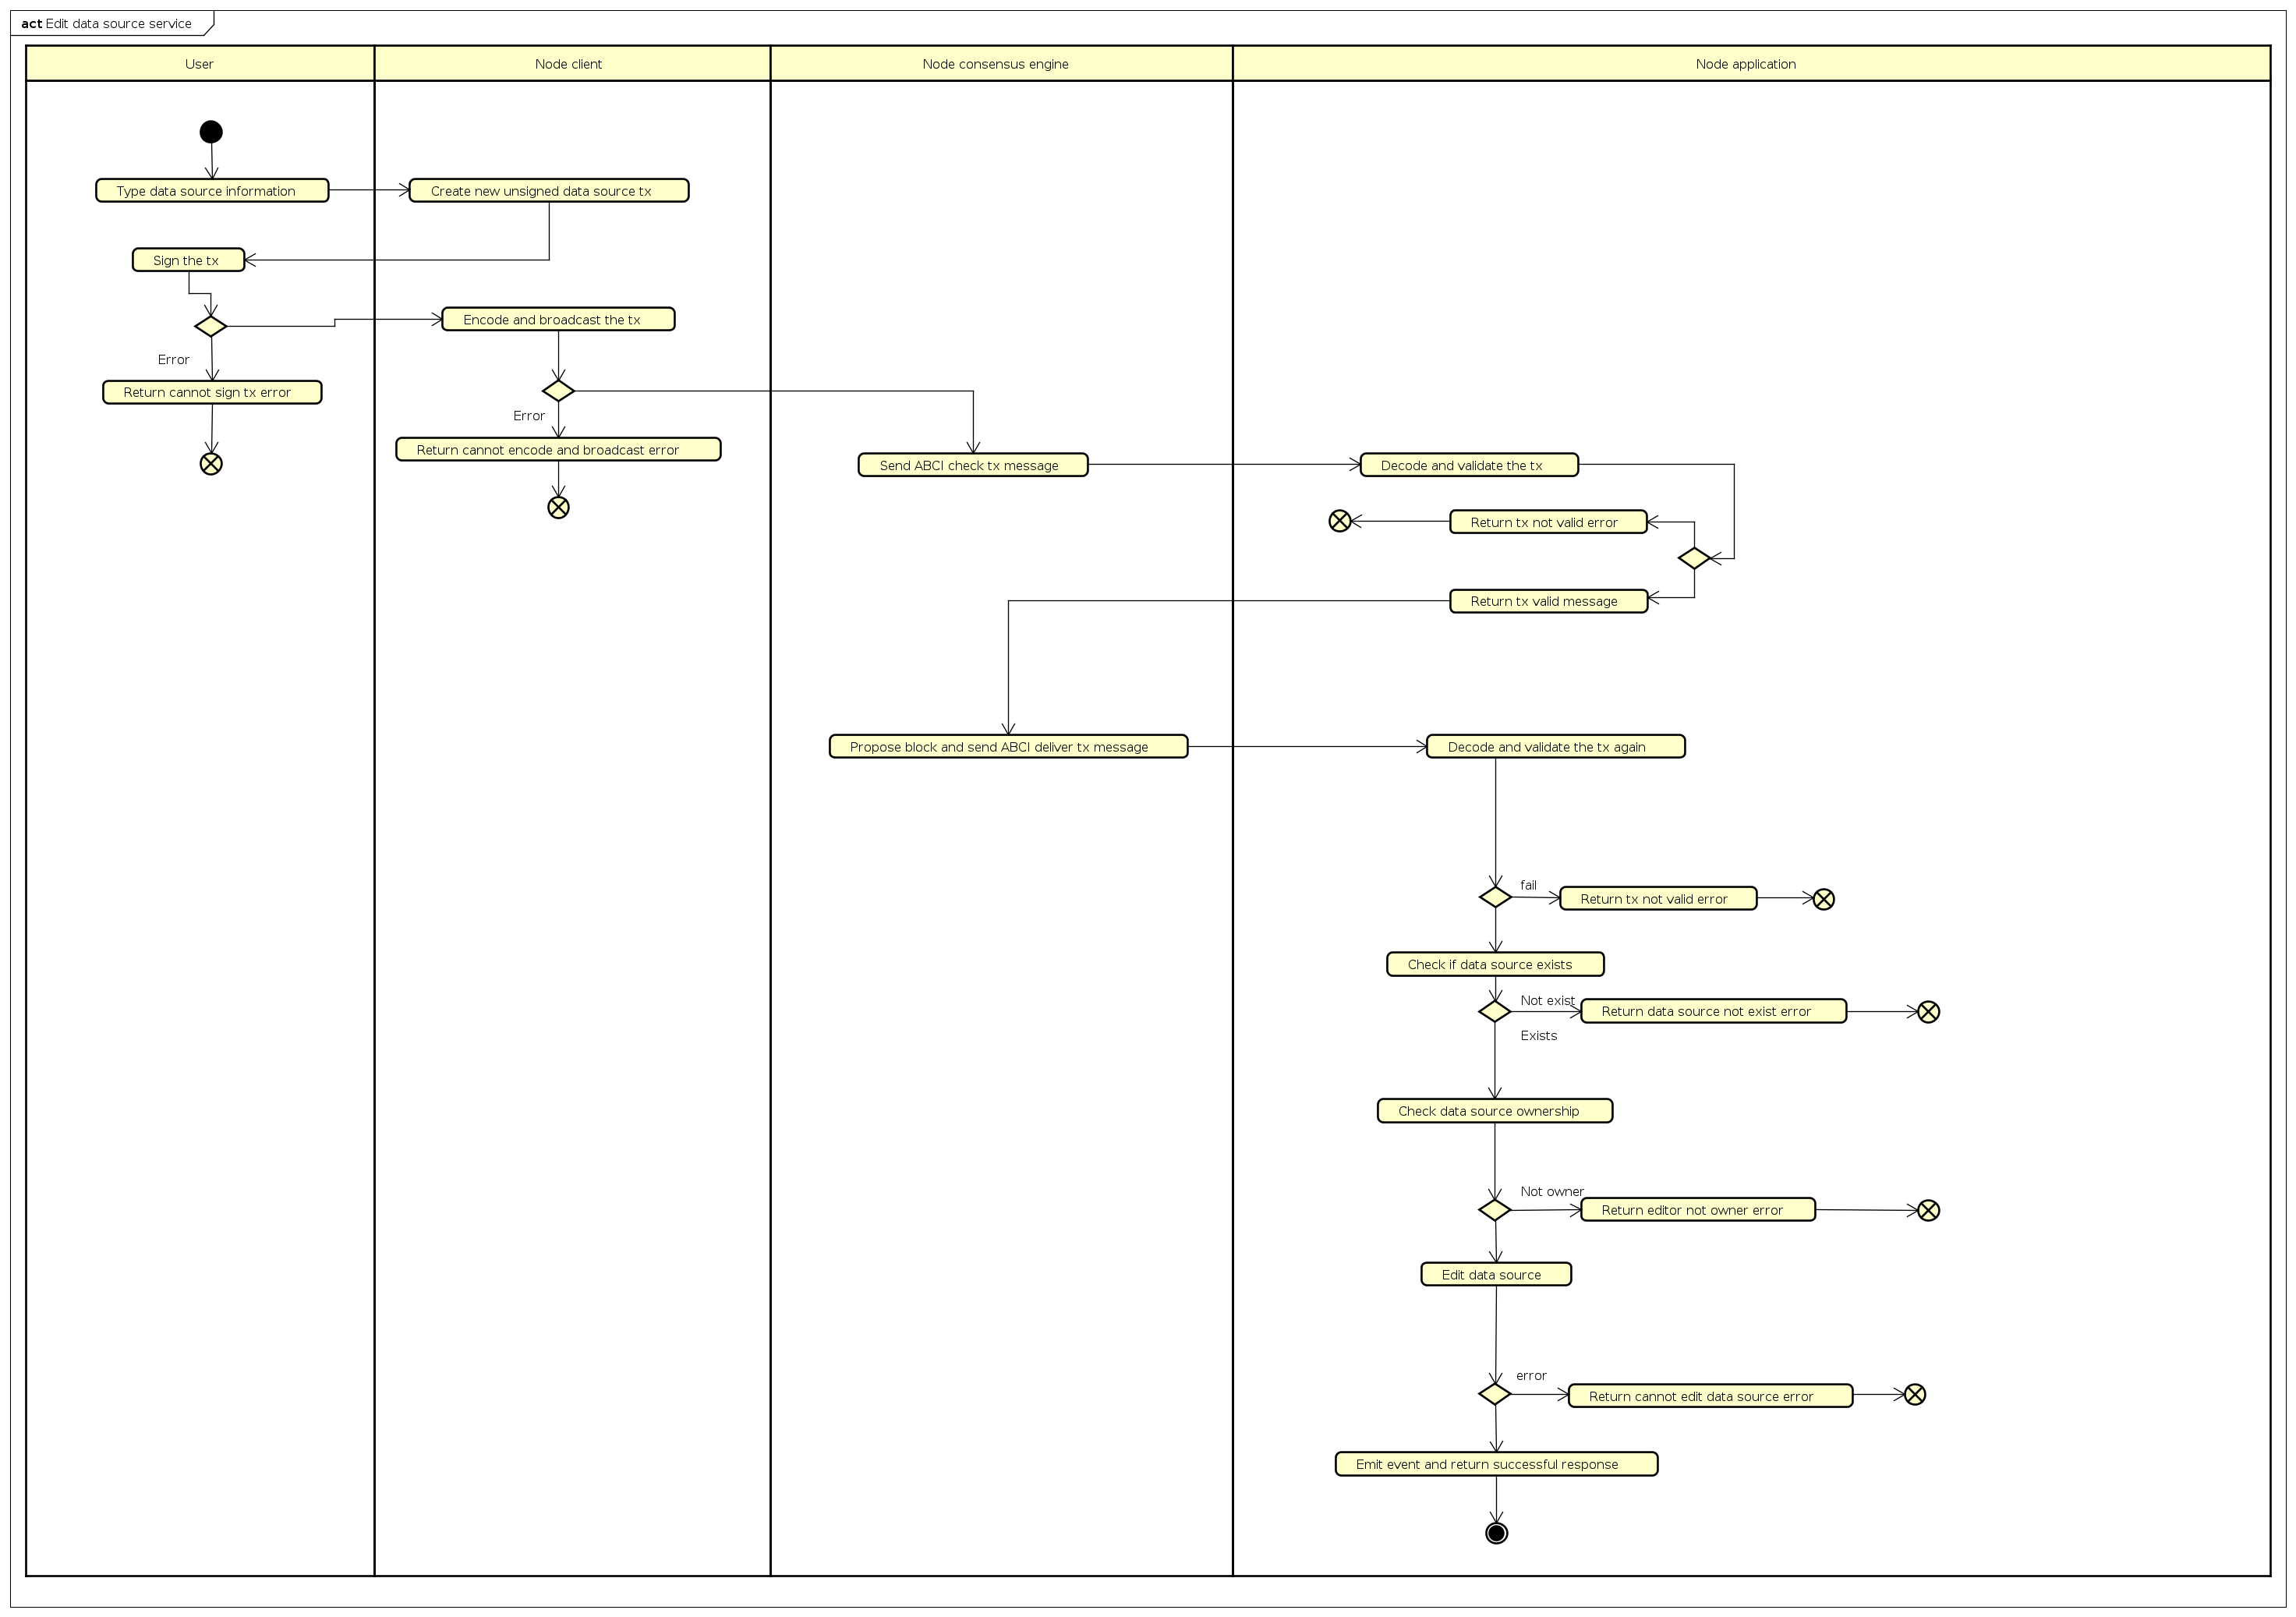 act Edit data source service
User
Node client
Node consensus engine
Node application
Type data source information
Create new unsigned data source tx
Sign the tx
Encode and broadcast the tx
Error
Return cannot sign tx error
Error
Return cannot encode and broadcast error
Send ABCI check tx message
Decode and validate the tx
Return tx not valid error
Return tx valid message
Propose block and send ABCI deliver tx message
Decode and validate the tx again
fail
Return tx not valid error
Check if data source exists
Not exist
Return data source not exist error
Exists
Check data source ownership
Not owner
Return editor not owner error
Edit data source
error
Return cannot edit data source error
Emit event and return successful response